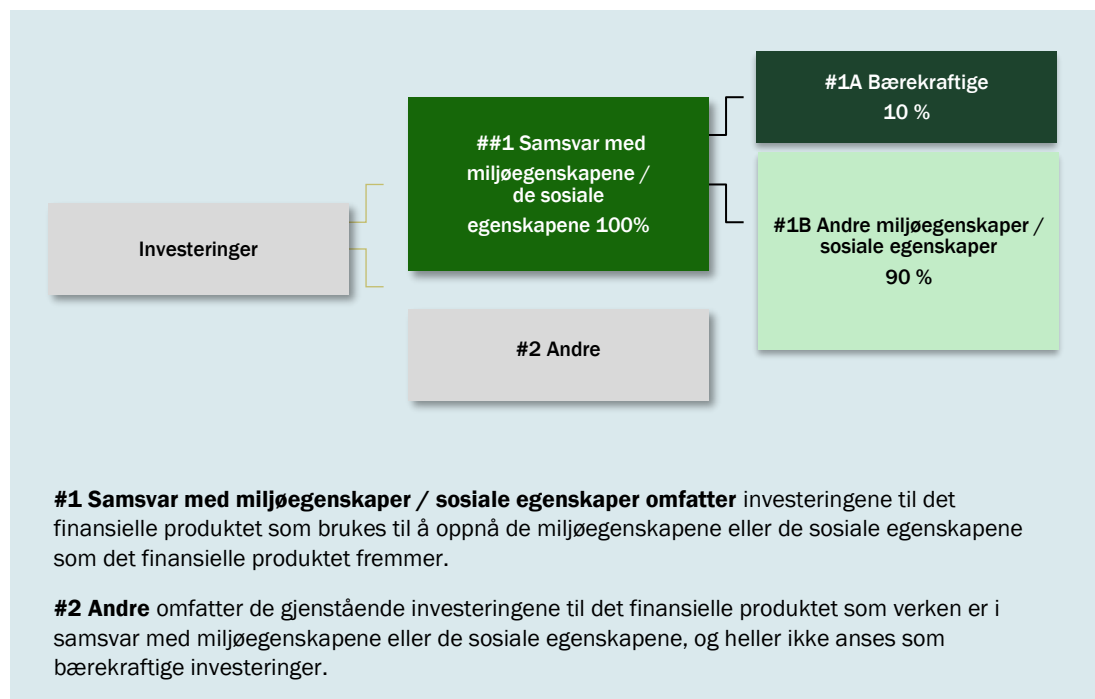 Investeringer
##1 Samsvar med
miljøegenskapene /
de sosiale
egenskapene 100%
#2 Andre
#1A Bærekraftige
10 %
#1B Andre miljøegenskaper /
sosiale egenskaper
90 %
#1 Samsvar med miljøegenskaper / sosiale egenskaper omfatter investeringene til det
finansielle produktet som brukes til å oppnå de miljøegenskapene eller de sosiale egenskapene
som det finansielle produktet fremmer.
#2 Andre omfatter de gjenstående investeringene til det finansielle produktet som verken er i
samsvar med miljøegenskapene eller de sosiale egenskapene, og heller ikke anses som
bærekraftige investeringer.